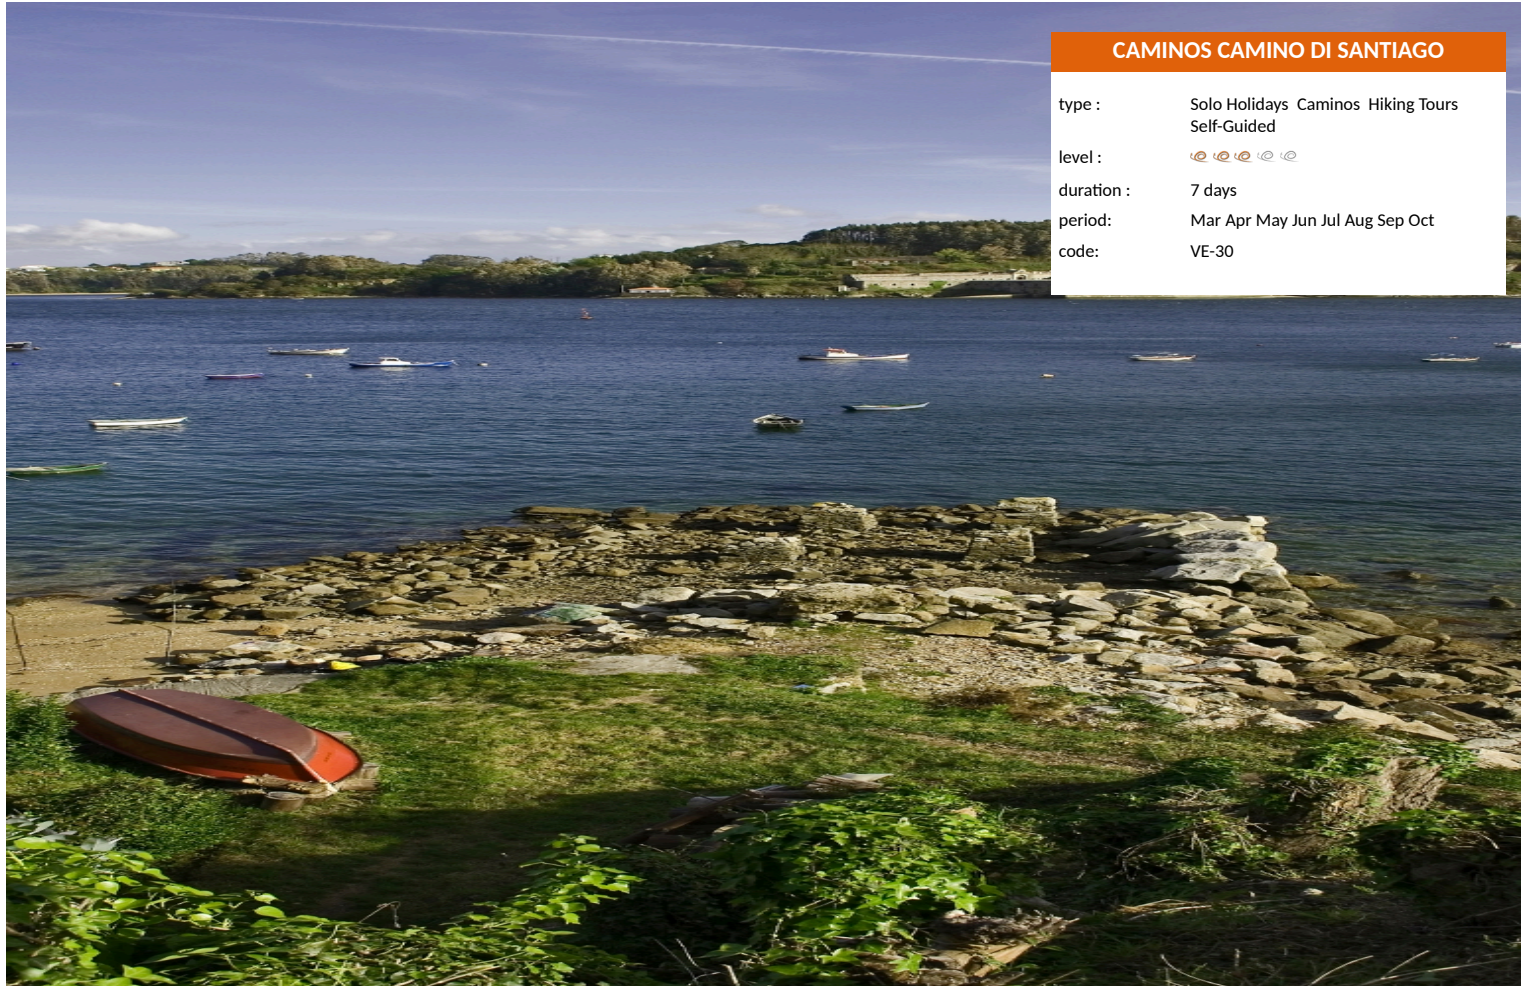 CAMINOS CAMINO DI SANTIAGO
type : Solo Holidays Caminos Hiking Tours
Self-Guided
level :
duration : 7 days
period: Mar Apr May Jun Jul Aug Sep Oct
code: VE-30